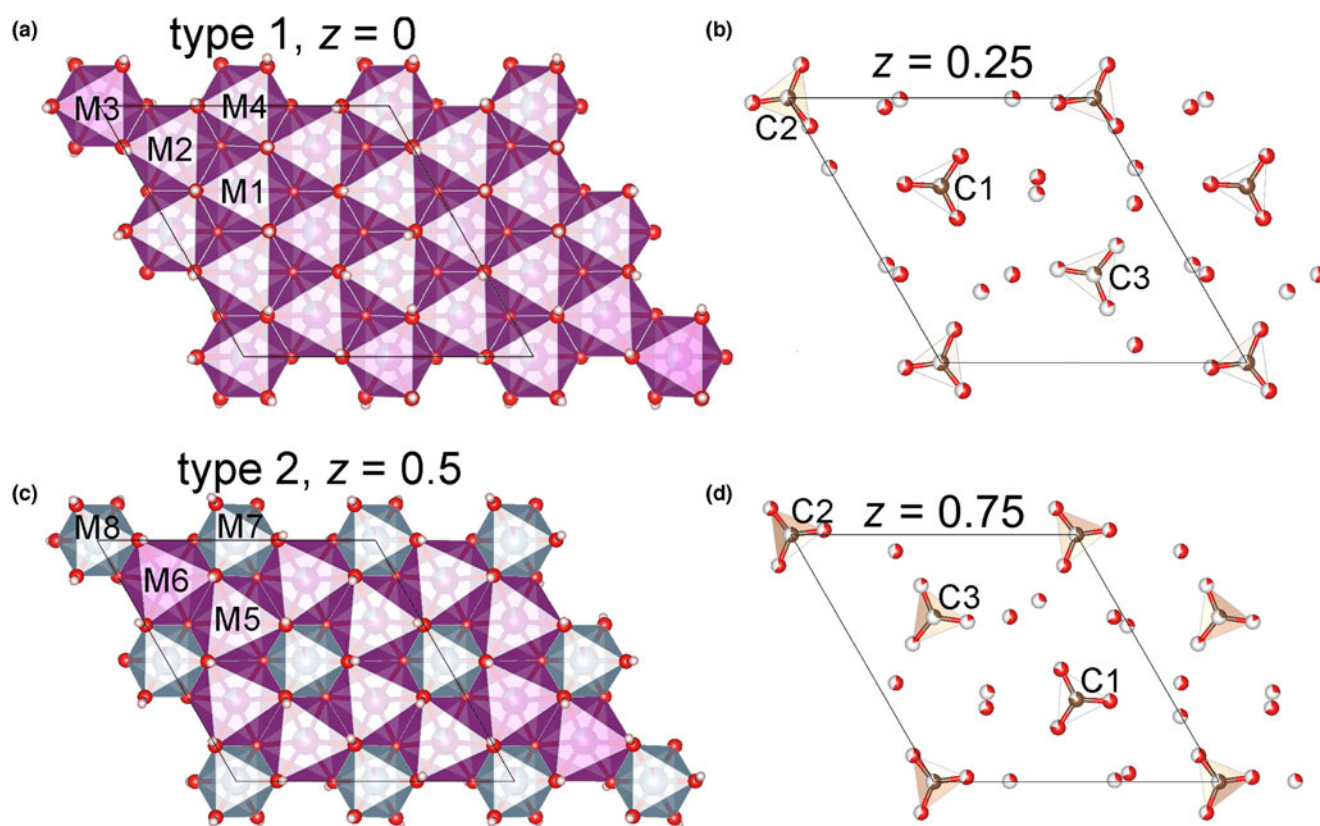 (a)
type 1, z = 0
M3
M4
M2
M1
(b)
z = 0.25
C2
C1
C3
(c)
type 2, z = 0.5
M8
M7
M6
M5
(d)
C2
z = 0.75
C3
C1